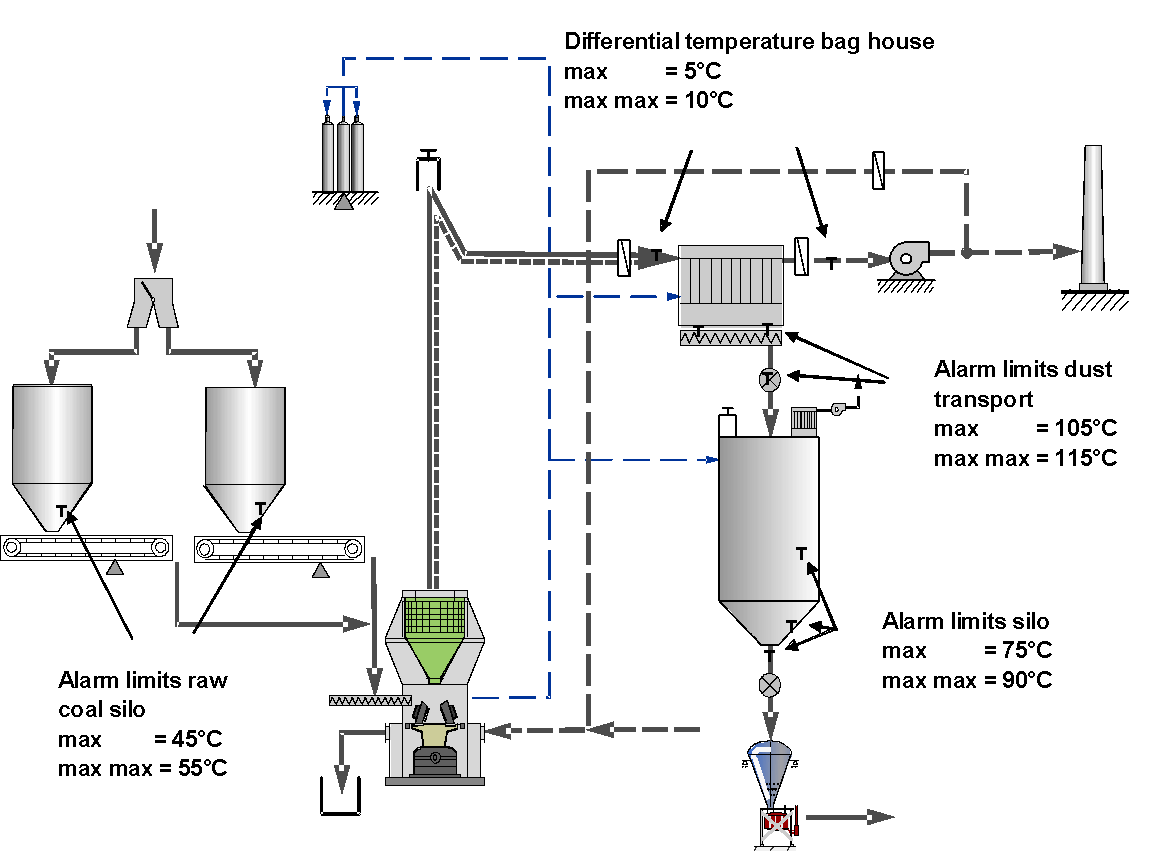 Differential temperature bag house
max = 5°C
max max = 10°C
T
T
T
T
T
T
Alarm limits dust
transport
max = 105°C
max max = 115°C
T
T
T
T
T
Alarm limits silo
max = 75°C
max max = 90°C
Alarm limits raw
coal silo
max = 45°C
max max = 55°C